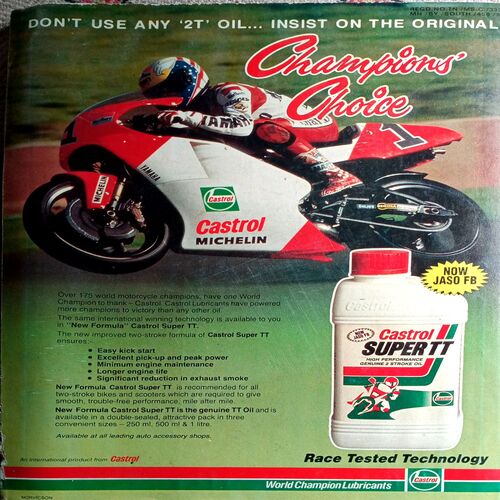 DON'T USE ANY '2T' OIL... INSIST ON THE ORIGINAL
Champions'
Choice
1
YAMAHA
1
YAMAHA
MICHELIN
Castrol
Castrol
MICHELIN
NOW
JASO FB
Over 175 world motorcycle champions, have one World
Champion to thank – Castrol. Castrol Lubricants have powered
more champions to victory than any other oil.
The same international winning technology is available to you
in "New Formula" Castrol Super TT.
The new improved two-stroke formula of Castrol Super TT
ensures:-
Easy kick start
Excellent pick-up and peak power
Minimum engine maintenance
Longer engine life
Significant reduction in exhaust smoke
New Formula Castrol Super TT is recommended for all
two-stroke bikes and scooters which are required to give
smooth, trouble-free performance, mile after mile.
New Formula Castrol Super TT is the genuine TT Oil and is
available in a double-sealed, attractive pack in three
convenient sizes – 250 ml, 500 ml & 1 litre.
Available at all leading auto accessory shops.
Castrol
NOW
JASO FB
Castrol
SUPER TT
HIGH PERFORMANCE
GENUINE 2 STROKE OIL
Castrol
An International product from Castrol
Race Tested Technology
World Champion Lubricants
Castrol